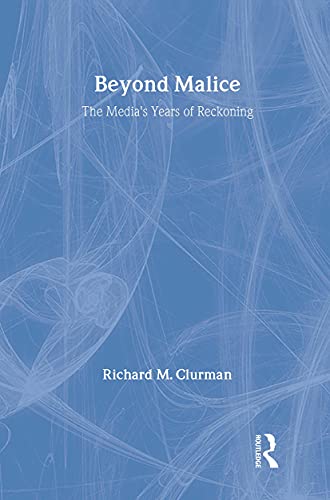 Beyond Malice
The Media's Years of Reckoning
Richard M. Clurman
ROUTLEDGE